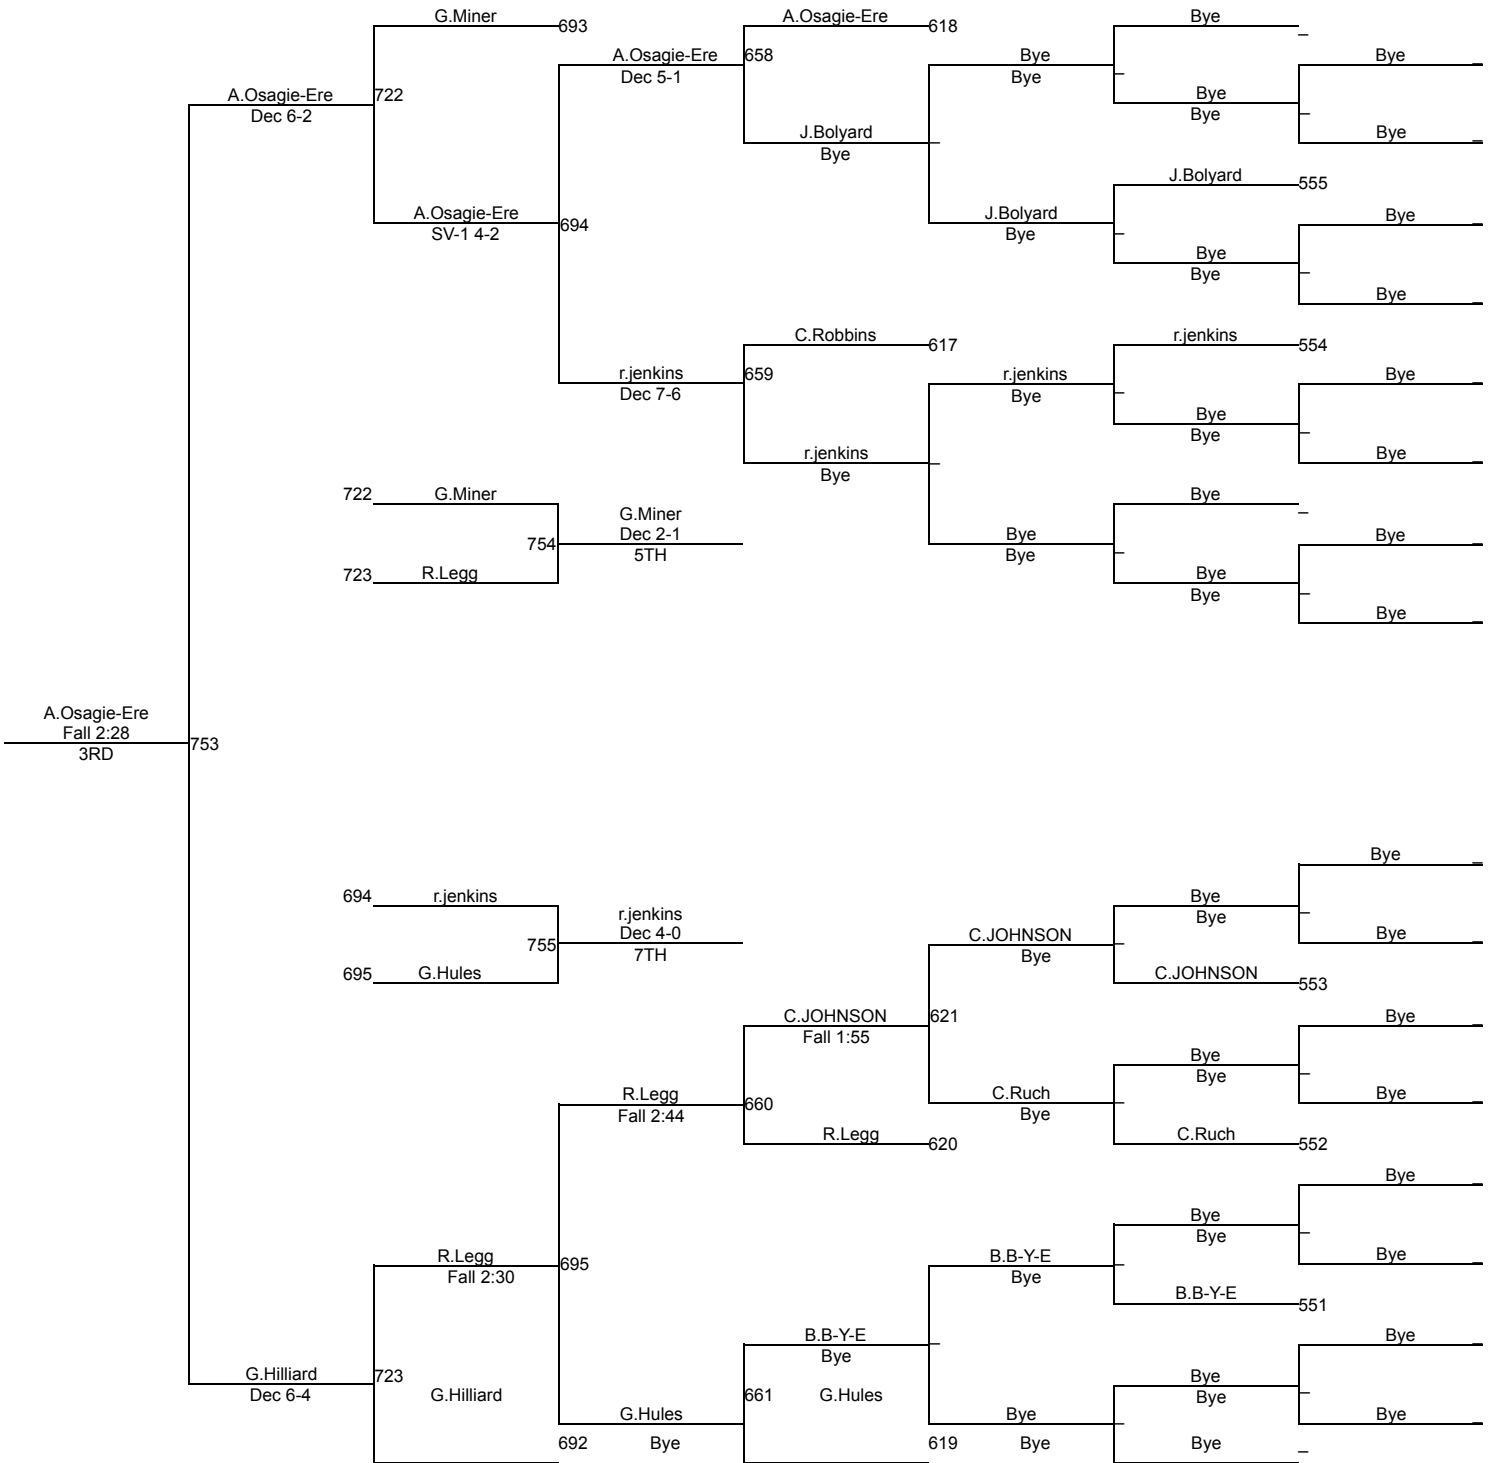 G.Miner
693
A.Osagie-Ere
618
Bye
A.Osagie-Ere
Dec 5-1
658
Bye
Bye
Bye
A.Osagie-Ere
Dec 6-2
722
Bye
Bye
J.Bolyard
Bye
Bye
J.Bolyard
555
A.Osagie-Ere
SV-1 4-2
694
J.Bolyard
Bye
Bye
Bye
Bye
Bye
C.Robbins
617
r.jenkins
554
r.jenkins
Dec 7-6
659
r.jenkins
Bye
Bye
Bye
Bye
r.jenkins
Bye
Bye
722
G.Miner
Bye
G.Miner
Dec 2-1
5TH
754
Bye
Bye
Bye
723
R.Legg
Bye
Bye
Bye
A.Osagie-Ere
Fall 2:28
3RD
753
Bye
694
r.jenkins
Bye
Bye
r.jenkins
Dec 4-0
7TH
755
C.JOHNSON
Bye
Bye
695
G.Hules
C.JOHNSON
553
C.JOHNSON
Fall 1:55
621
Bye
Bye
Bye
R.Legg
Fall 2:44
660
C.Ruch
Bye
Bye
R.Legg
620
C.Ruch
552
Bye
Bye
Bye
R.Legg
Fall 2:30
695
B.B-Y-E
Bye
Bye
B.B-Y-E
551
B.B-Y-E
Bye
Bye
G.Hilliard
Dec 6-4
723
G.Hilliard
661
G.Hules
Bye
Bye
G.Hules
Bye
Bye
Bye
692
619
Bye
Bye